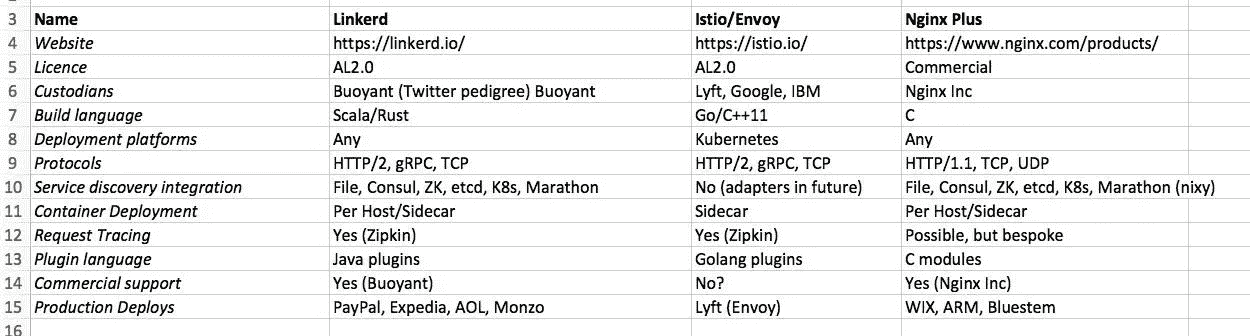 3 Name Linkerd Istio/Envoy Nginx Plus
4 Website https://linkerd.io/ https://istio.io/ https://www.nginx.com/products/
5 Licence AL2.0 AL2.0 Commercial
6 Custodians Buoyant (Twitter pedigree) Buoyant Lyft, Google, IBM Nginx Inc
7 Build language Scala/Rust Go/C++11 C
8 Deployment platforms Any Kubernetes Any
9 Protocols HTTP/2, gRPC, TCP HTTP/2, gRPC, TCP HTTP/1.1, TCP, UDP
10 Service discovery integration File, Consul, ZK, etcd, K8s, Marathon No (adapters in future) File, Consul, ZK, etcd, K8s, Marathon (nixy)
11 Container Deployment Per Host/Sidecar Sidecar Per Host/Sidecar
12 Request Tracing Yes (Zipkin) Yes (Zipkin) Possible, but bespoke
13 Plugin language Java plugins Golang plugins C modules
14 Commercial support Yes (Buoyant) No? Yes (Nginx Inc)
15 Production Deploys PayPal, Expedia, AOL, Monzo Lyft (Envoy) WIX, ARM, Bluestem
16